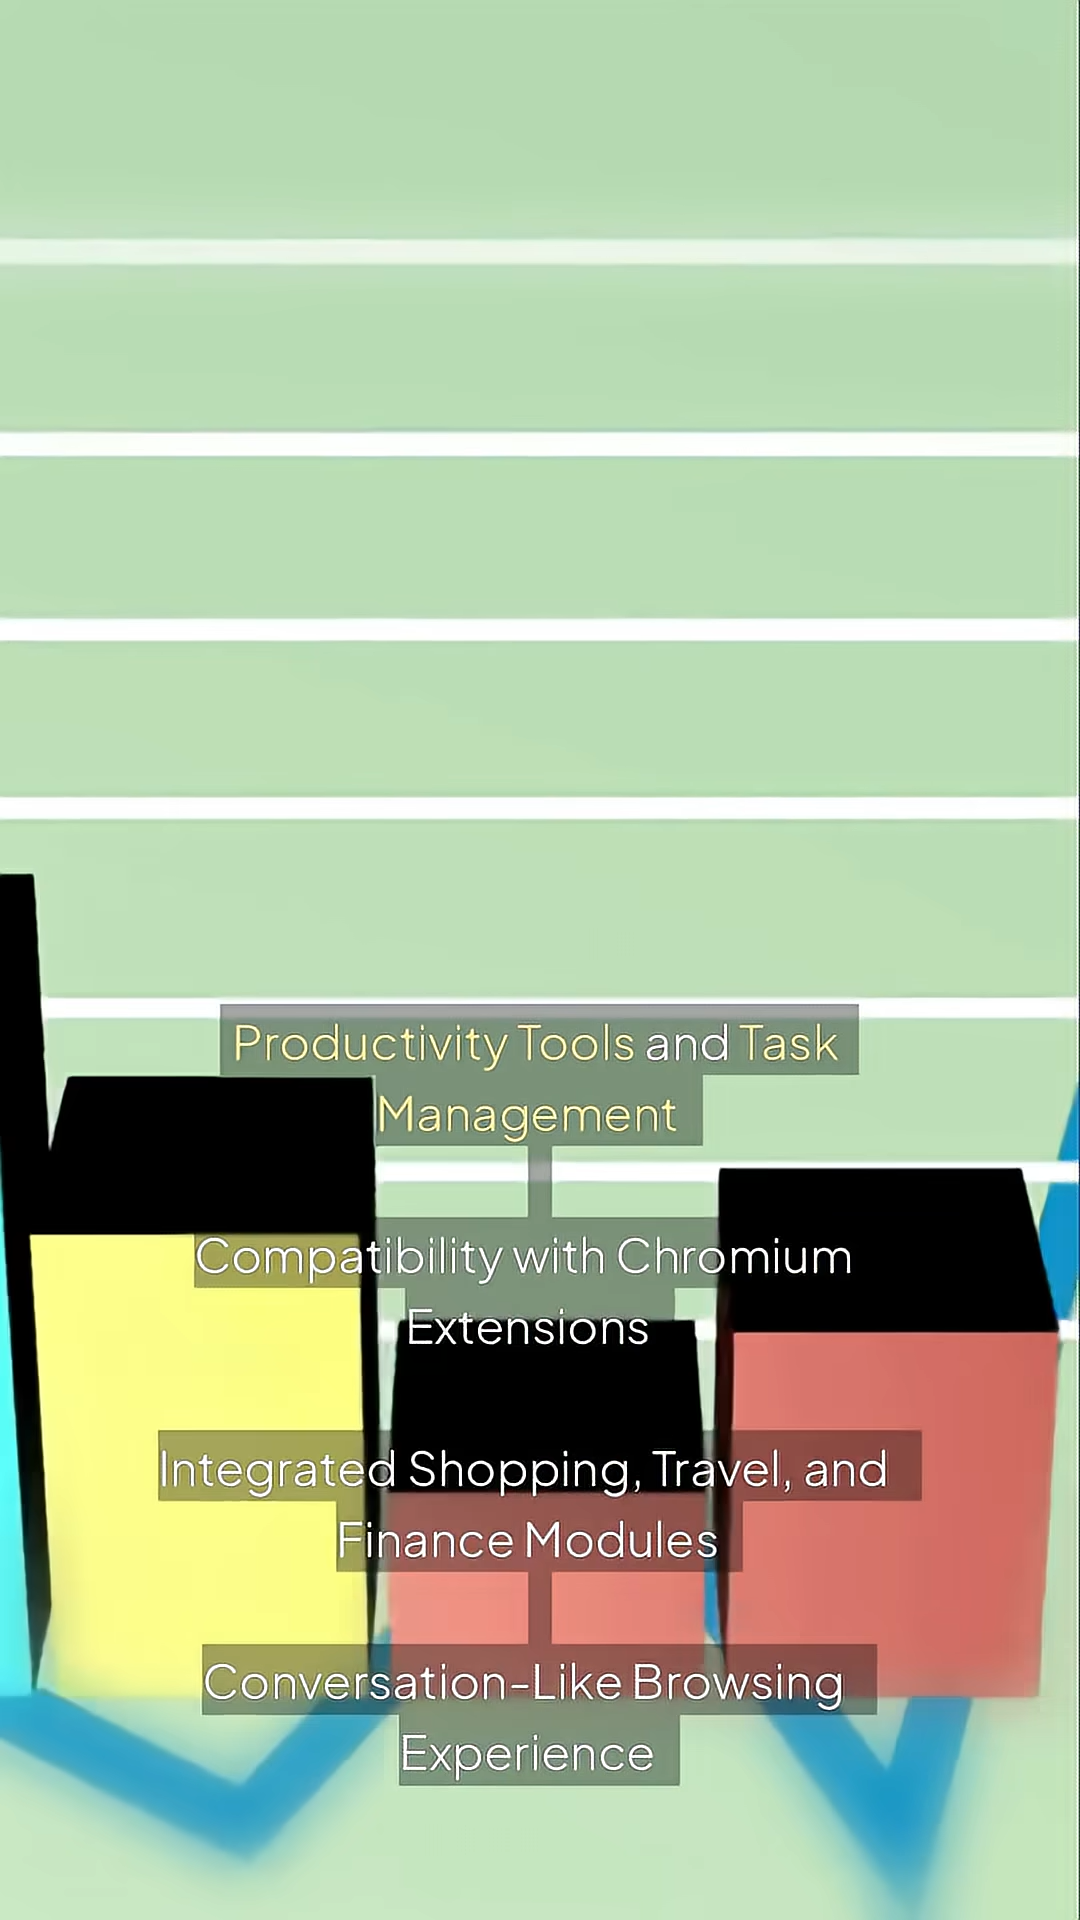 Productivity Tools and Task
Management
Compatibility with Chromium
Extensions
Integrated Shopping, Travel, and
Finance Modules
Conversation-Like Browsing
Experience